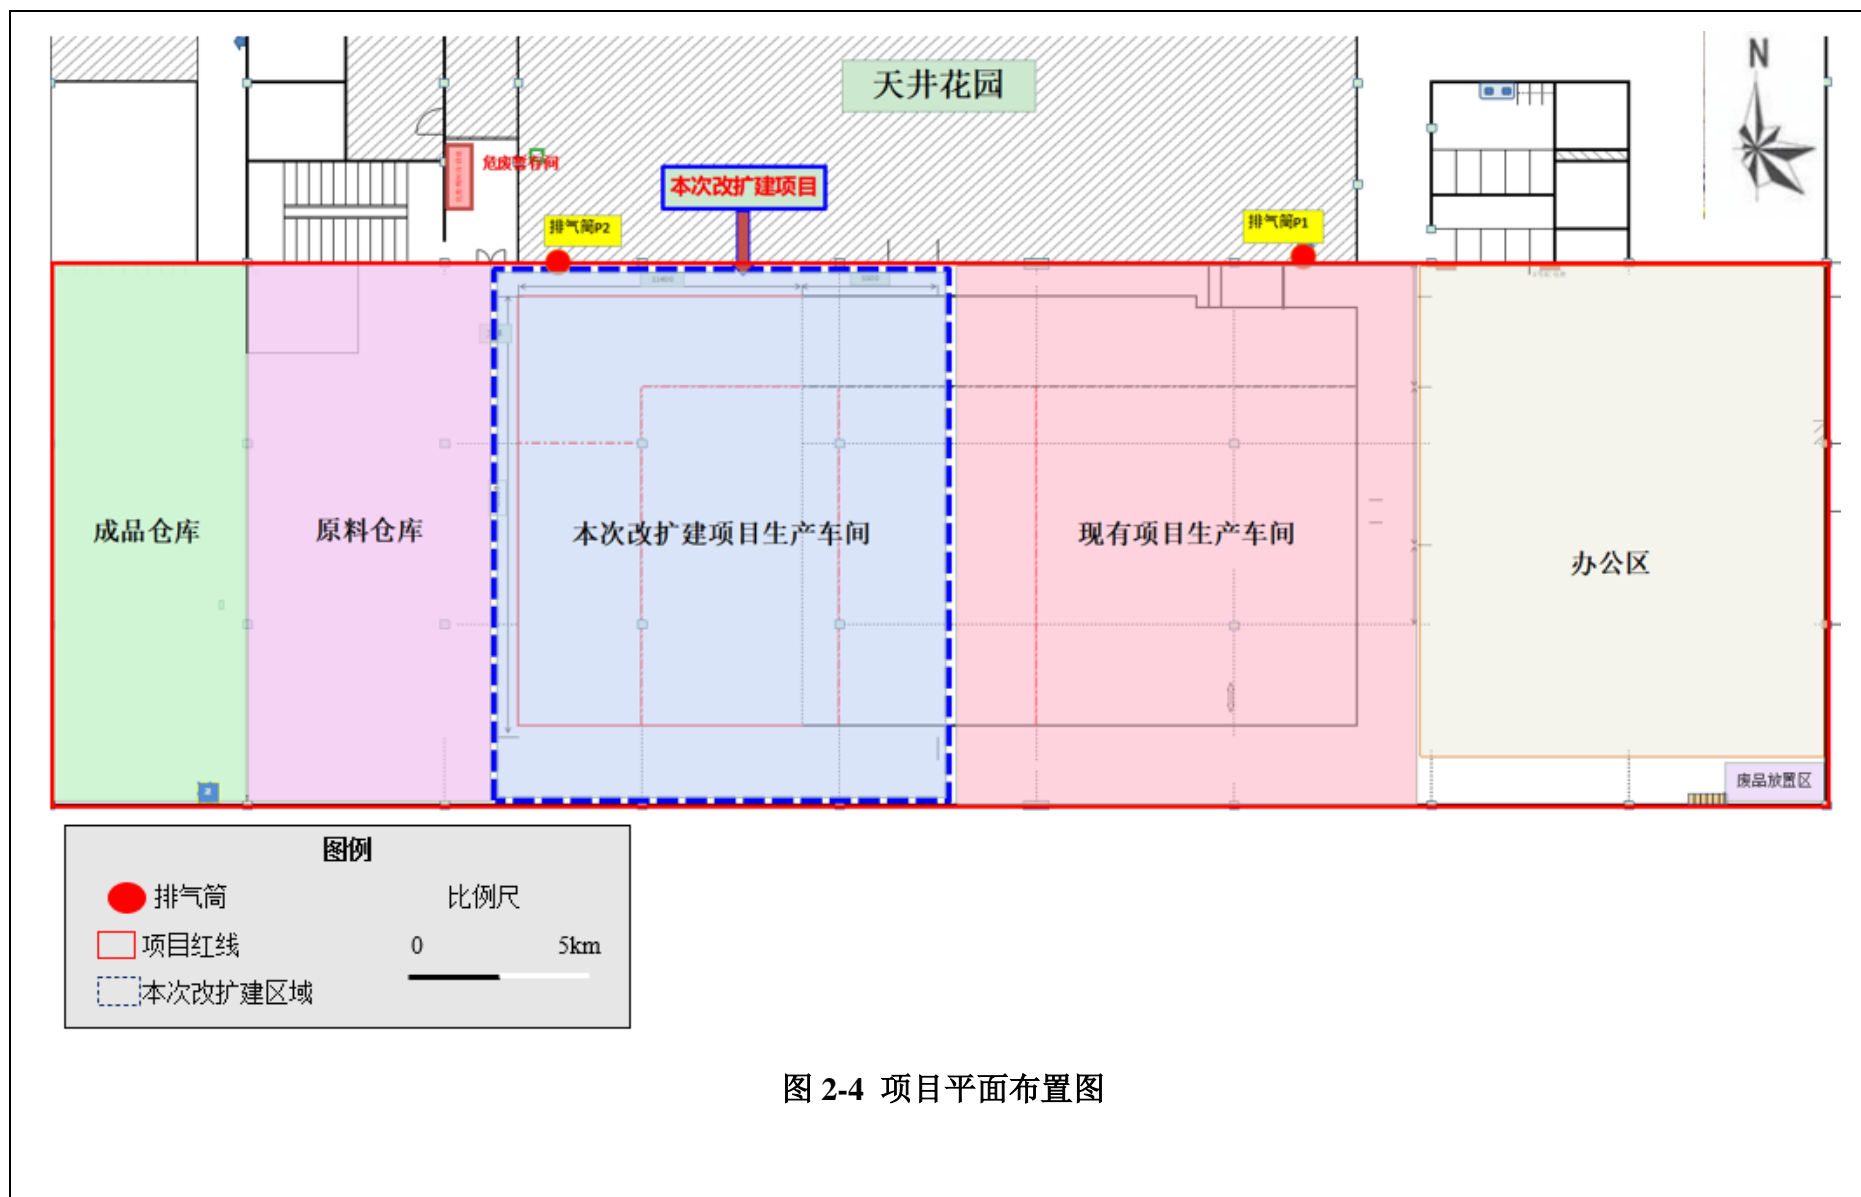 天井花园
N
危废暂存间
本次改扩建项目
排气筒P2
排气筒P1
成品仓库
原料仓库
本次改扩建项目生产车间
现有项目生产车间
办公区
废品放置区
图例
排气筒
比例尺
项目红线
0
5km
本次改扩建区域
图 2-4 项目平面布置图